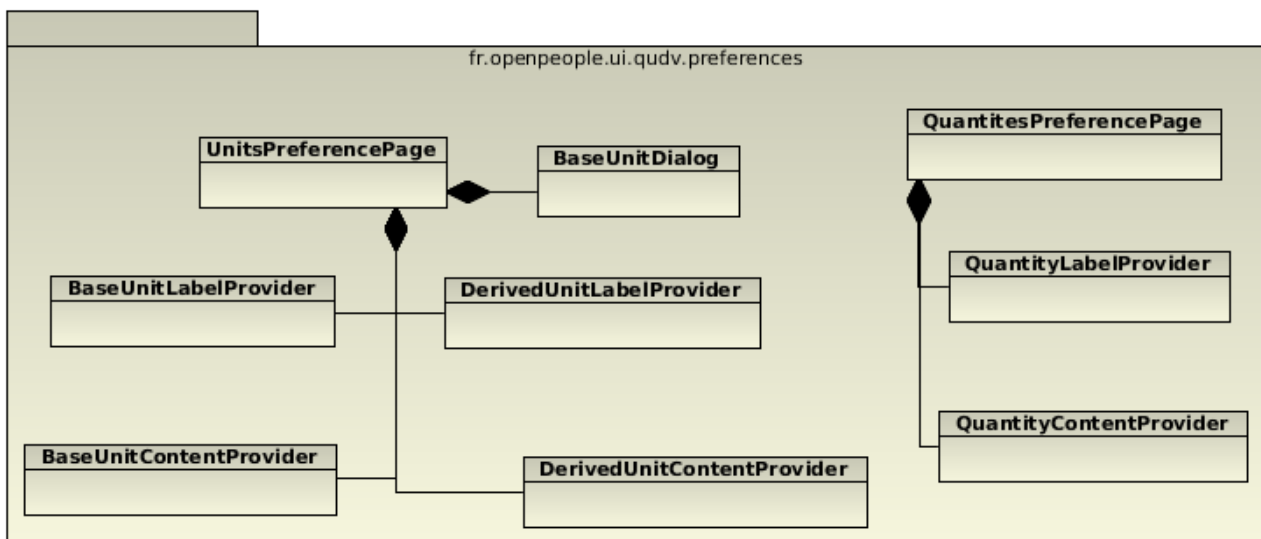 fr.openpeople.ui.qudv.preferences
UnitsPreferencePage
BaseUnitDialog
QuantitesPreferencePage
BaseUnitLabelProvider
DerivedUnitLabelProvider
QuantityLabelProvider
BaseUnitContentProvider
DerivedUnitContentProvider
QuantityContentProvider